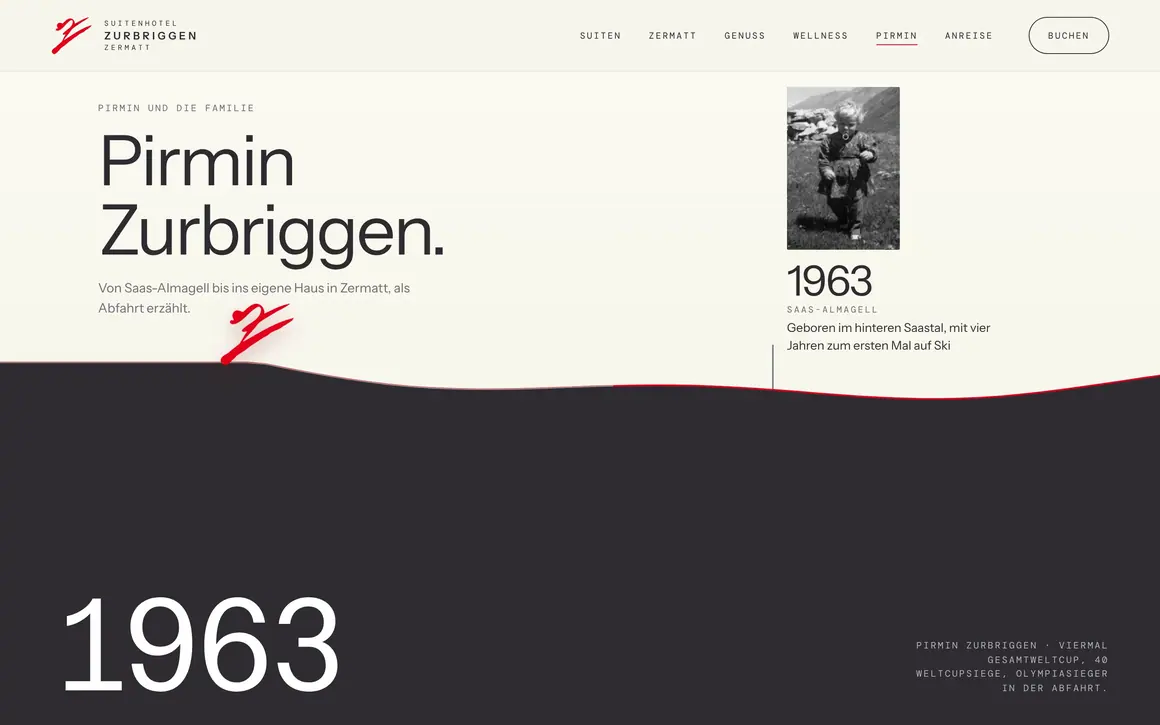 SUITENHOTEL
ZURBRIGGEN
ZERMATT
SUITEN
ZERMATT
GENUSS
WELLNESS
PIRMIN
ANREISE
BUCHEN
PIRMIN UND DIE FAMILIE
Pirmin
Zurbriggen.
Von Saas-Almagell bis ins eigene Haus in Zermatt, als
Abfahrt erzählt.
1963
SAAS-ALMAGELL
Geboren im hinteren Saastal, mit vier
Jahren zum ersten Mal auf Ski
1963
PIRMIN ZURBRIGGEN · VIERMAL
GESAMTWELTCUP, 40
WELTCUPSIEGE, OLYMPIASIEGER
IN DER ABFAHRT.